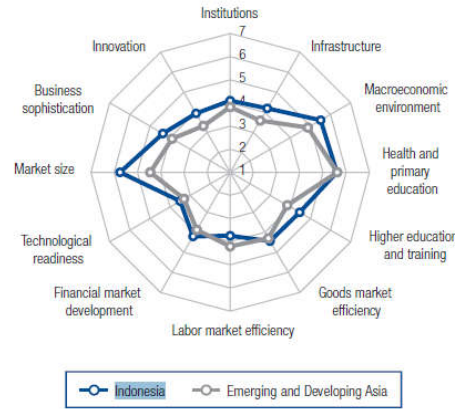 Institutions
7
6
5
4
3
2
1
Infrastructure
Macroeconomic
environment
Health and
primary
education
Higher education
and training
Goods market
efficiency
Labor market efficiency
Financial market
development
Technological
readiness
Market size
Business
sophistication
Innovation
Indonesia
Emerging and Developing Asia